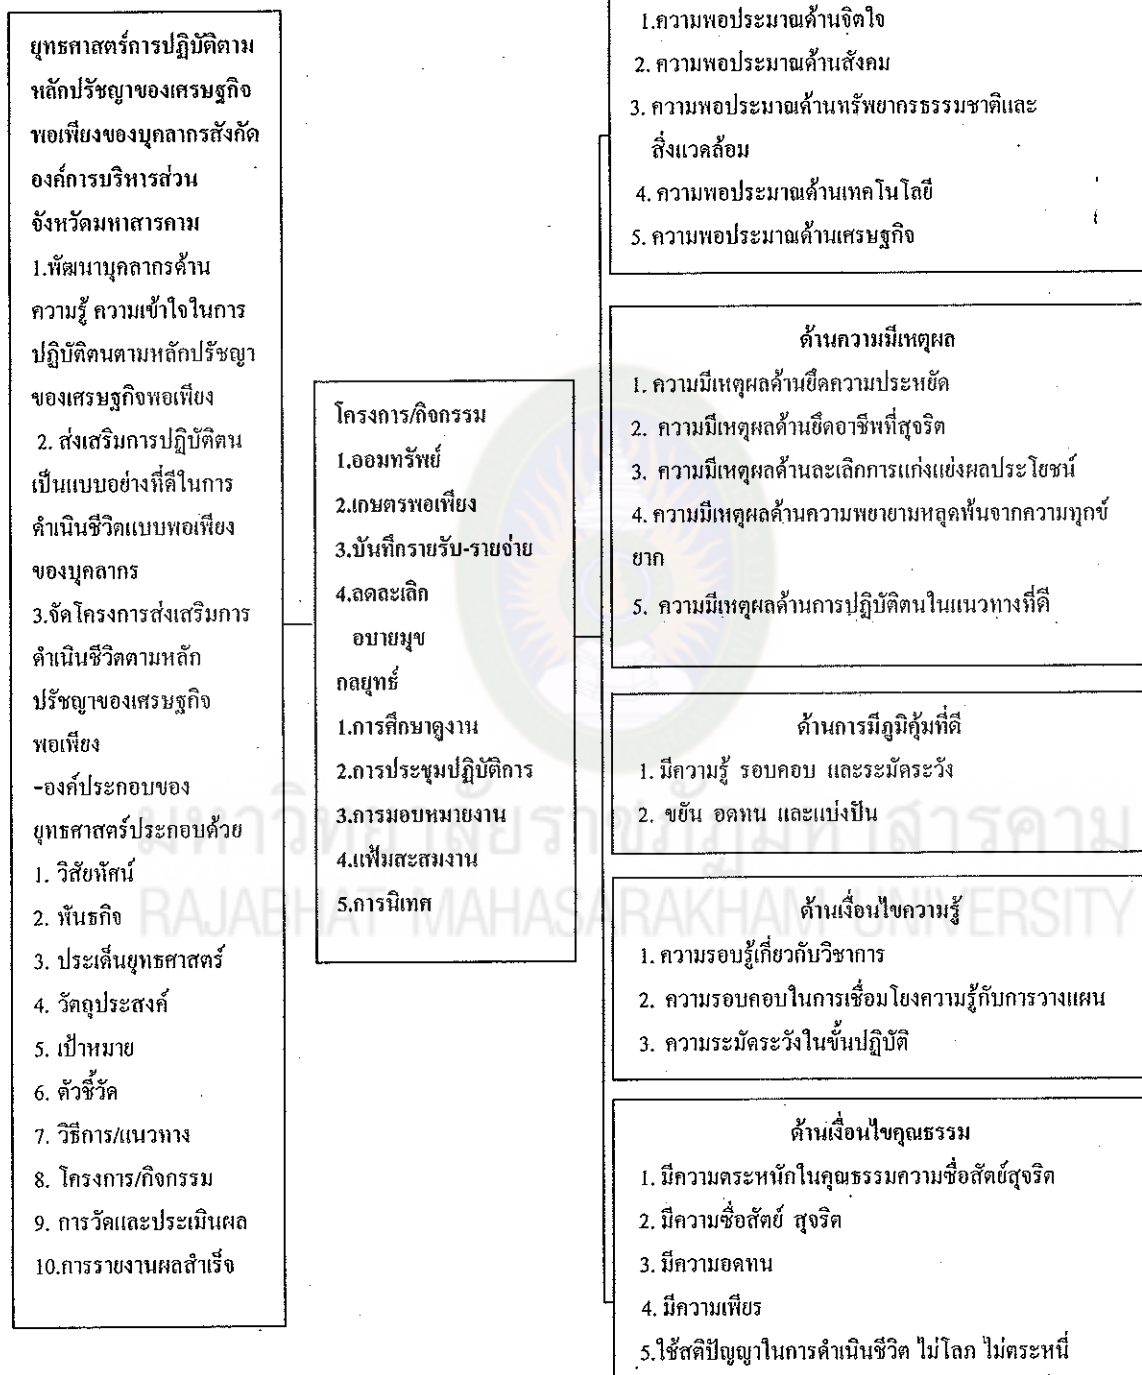 ยุทธศาสตร์การปฏิบัติตาม
หลักปรัชญาของเศรษฐกิจ
พอเพียงของบุคลากรสังกัด
องค์การบริหารส่วน
จังหวัดมหาสารคาม
1.พัฒนาบุคลากรด้าน
ความรู้ ความเข้าใจในการ
ปฏิบัติตนตามหลักปรัชญา
ของเศรษฐกิจพอเพียง
2. ส่งเสริมการปฏิบัติตน
เป็นแบบอย่างที่ดีในการ
ดำเนินชีวิตแบบพอเพียง
ของบุคลากร
3.จัดโครงการส่งเสริมการ
ดำเนินชีวิตตามหลัก
ปรัชญาของเศรษฐกิจ
พอเพียง
-องค์ประกอบของ
ยุทธศาสตร์ประกอบด้วย
1. วิสัยทัศน์
2. พันธกิจ
3. ประเด็นยุทธศาสตร์
4. วัตถุประสงค์
5. เป้าหมาย
6. ตัวชี้วัด
7. วิธีการ/แนวทาง
8. โครงการ/กิจกรรม
9. การวัดและประเมินผล
10.การรายงานผลสำเร็จ
โครงการ/กิจกรรม
1.ออมทรัพย์
2.เกษตรพอเพียง
3.บันทึกรายรับ-รายจ่าย
4.ลดละเลิก
อบายมุข
กลยุทธ์
1.การศึกษาดูงาน
2.การประชุมปฏิบัติการ
3.การมอบหมายงาน
4.แฟ้มสะสมงาน
5.การนิเทศ
1.ความพอประมาณด้านจิตใจ
2. ความพอประมาณด้านสังคม
3. ความพอประมาณด้านทรัพยากรธรรมชาติและ
สิ่งแวดล้อม
4. ความพอประมาณด้านเทคโนโลยี
5. ความพอประมาณด้านเศรษฐกิจ
ด้านความมีเหตุผล
1. ความมีเหตุผลด้านยึดความประหยัด
2. ความมีเหตุผลด้านยึดอาชีพที่สุจริต
3. ความมีเหตุผลด้านละเลิกการแก่งแย่งผลประโยชน์
4. ความมีเหตุผลด้านความพยายามหลุดพ้นจากความทุกข์
ยาก
5. ความมีเหตุผลด้านการปฏิบัติตนในแนวทางที่ดี
ด้านการมีภูมิคุ้มที่ดี
1. มีความรู้ รอบคอบ และระมัดระวัง
2. ขยัน อดทน และแบ่งปัน
ด้านเงื่อนไขความรู้
1. ความรอบรู้เกี่ยวกับวิชาการ
2. ความรอบคอบในการเชื่อมโยงความรู้กับการวางแผน
3. ความระมัดระวังในขั้นปฏิบัติ
ด้านเงื่อนไขคุณธรรม
1. มีความตระหนักในคุณธรรมความซื่อสัตย์สุจริต
2. มีความซื่อสัตย์ สุจริต
3. มีความอดทน
4. มีความเพียร
5.ใช้สติปัญญาในการดำเนินชีวิต ไม่โลภ ไม่ตระหนี่
มหาวิทยาลัยราชภัฏมหาสารคาม
RAJABHAT MAHASARAKHAM UNIVERSITY